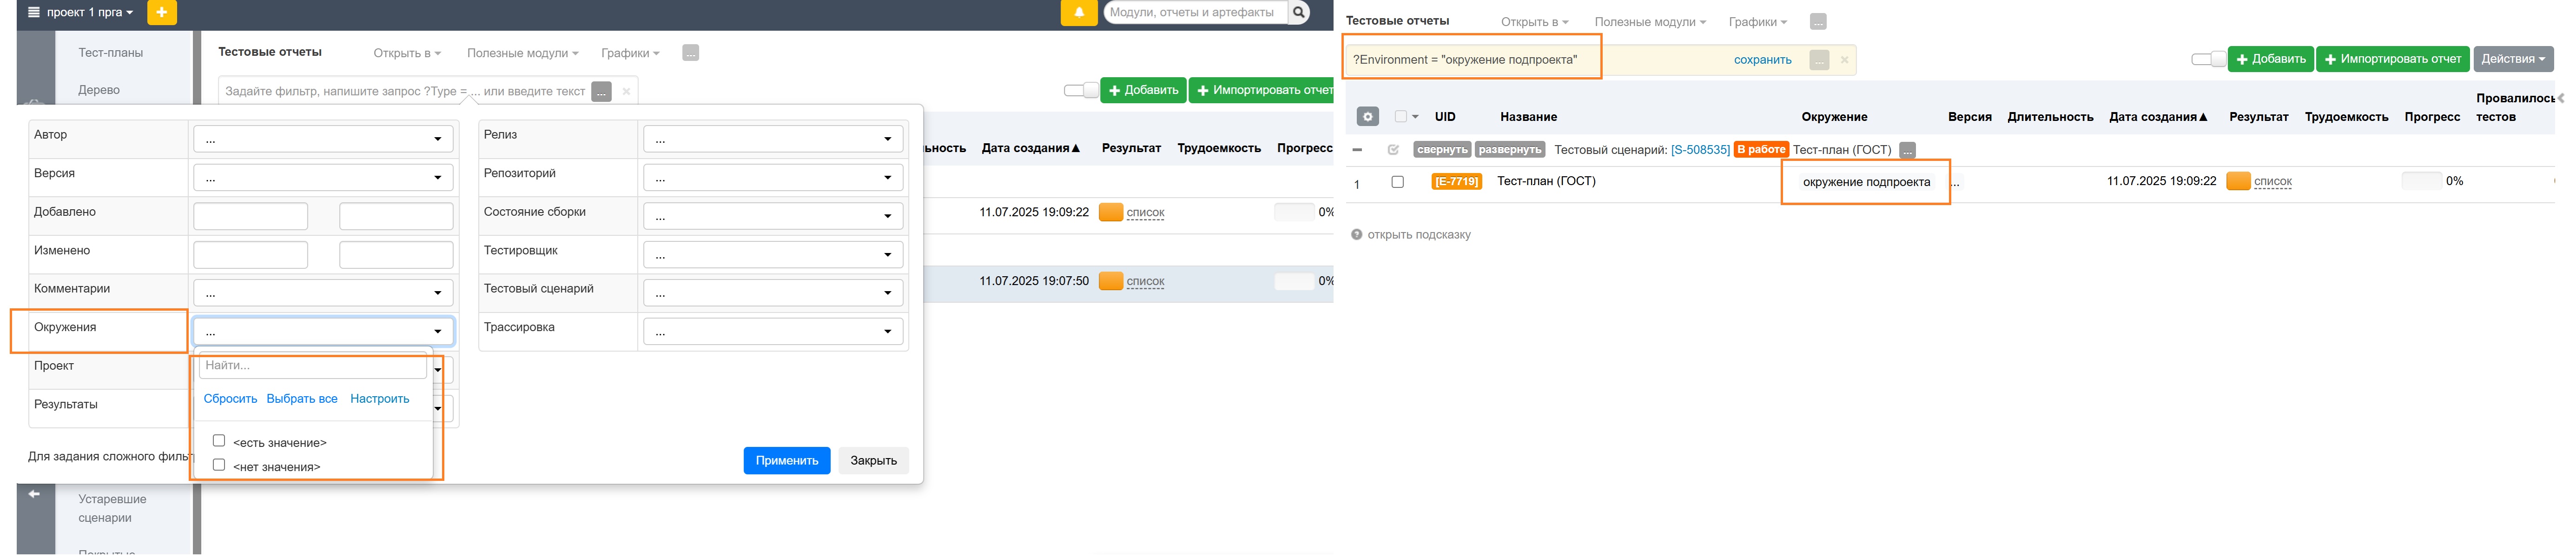 проект 1 прга
Модули, отчеты и артефакты
Тест-планы
Дерево
Тестовые отчеты
Открыть в
Полезные модули
Графики
...
Задайте фильтр, напишите запрос ?Type = ... или введите текст
...
Добавить
Импортировать отчет
Автор
...
Версия
...
Добавлено
Изменено
Комментарии
...
Окружения
...
Найти...
Сбросить Выбрать все Настроить
<есть значение>
<нет значения>
Проект
Результаты
Релиз
...
Репозиторий
...
Состояние сборки
...
Тестировщик
...
Тестовый сценарий
...
Трассировка
...
Для задания сложного филь
Применить
Закрыть
Дата создания▲ Результат Трудоемкость Прогресс
11.07.2025 19:09:22 список 0%
11.07.2025 19:07:50 список 0%
Устаревшие
сценарии
Тестовые отчеты
Открыть в
Полезные модули
Графики
...
?Environment = "окружение подпроекта"
сохранить
...
Добавить
Импортировать отчет
Действия
UID Название Окружение Версия Длительность Дата создания▲ Результат Трудоемкость Прогресс
Провалилось
тестов
свернуть развернуть Тестовый сценарий: [S-508535] В работе Тест-план (ГОСТ) ...
1 [E-7719] Тест-план (ГОСТ) окружение подпроекта ... 11.07.2025 19:09:22 список 0%
открыть подсказку